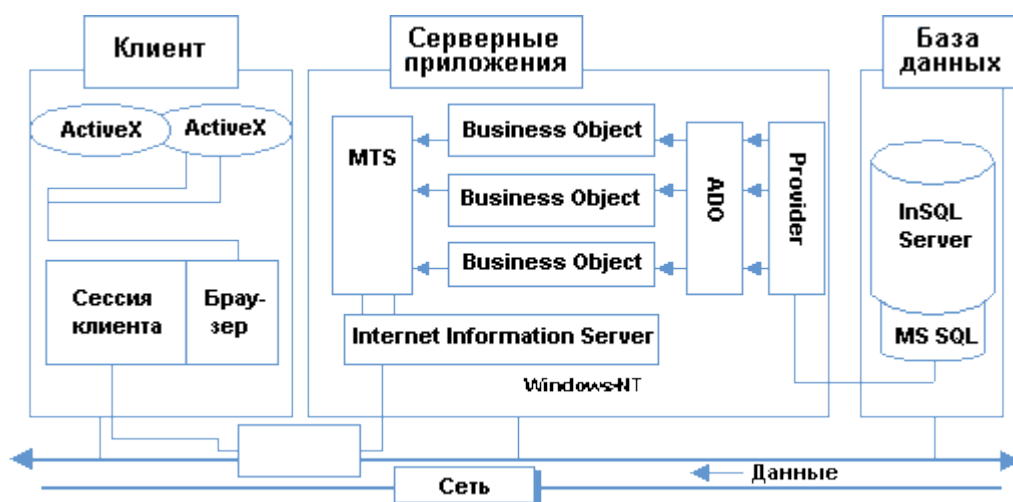 Клиент
Серверные
приложения
База
данных
ActiveX
ActiveX
Сессия
клиента
Брау-
зер
MTS
Business Object
Business Object
Business Object
ADO
Provider
Internet Information Server
Windows-NT
InSQL
Server
MS SQL
Данные
Сеть